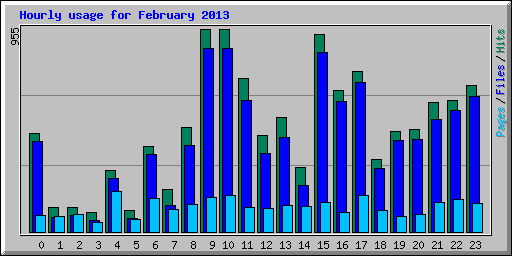 Hourly usage for February 2013
955
Pages / Files / Hits
0 1 2 3 4 5 6 7 8 9 10 11 12 13 14 15 16 17 18 19 20 21 22 23